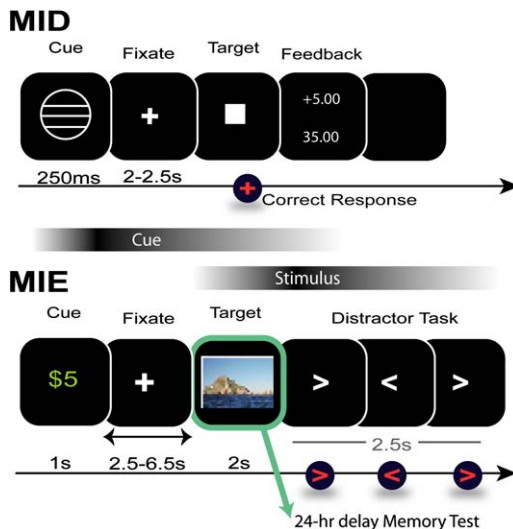 MID
Cue Fixate Target Feedback
+
+5.00
35.00
250ms 2-2.5s
+
Correct Response
Cue
Stimulus
MIE
Cue Fixate Target Distractor Task
$5 + > < >
2.5s
1s 2.5-6.5s 2s > < >
24-hr delay Memory Test